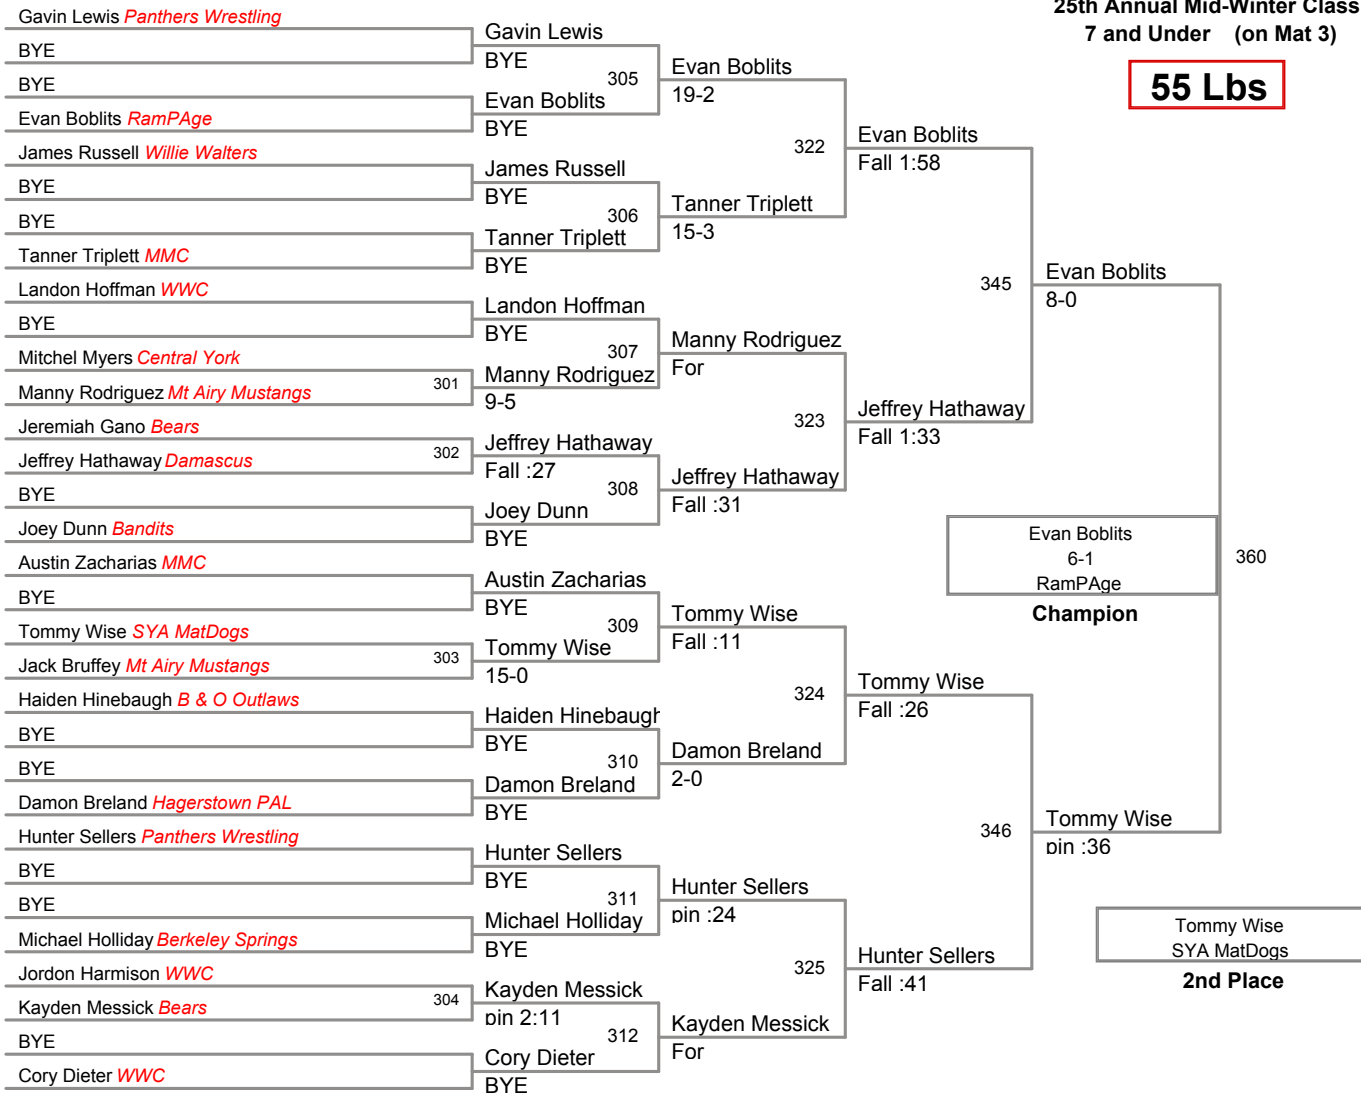 25th Annual Mid-Winter Class
7 and Under (on Mat 3)
55 Lbs
Gavin Lewis Panthers Wrestling
BYE
BYE
Evan Boblits RamPAge
James Russell Willie Walters
BYE
BYE
Tanner Triplett MMC
Landon Hoffman WWC
BYE
Mitchel Myers Central York
Manny Rodriguez Mt Airy Mustangs
301
Jeremiah Gano Bears
Jeffrey Hathaway Damascus
302
BYE
Joey Dunn Bandits
Austin Zacharias MMC
BYE
Tommy Wise SYA MatDogs
Jack Bruffey Mt Airy Mustangs
303
Haiden Hinebaugh B & O Outlaws
BYE
BYE
Damon Breland Hagerstown PAL
Hunter Sellers Panthers Wrestling
BYE
BYE
Michael Holliday Berkeley Springs
Jordon Harmison WWC
Kayden Messick Bears
304
BYE
Cory Dieter WWC
Gavin Lewis
BYE
305
Evan Boblits
BYE
James Russell
BYE
306
Tanner Triplett
BYE
Landon Hoffman
BYE
307
Manny Rodriguez
9-5
Jeffrey Hathaway
Fall :27
308
Joey Dunn
BYE
Austin Zacharias
BYE
309
Tommy Wise
15-0
Haiden Hinebaugh
BYE
310
Damon Breland
BYE
Hunter Sellers
BYE
311
Michael Holliday
BYE
Kayden Messick
pin 2:11
312
Cory Dieter
BYE
Evan Boblits
19-2
322
Tanner Triplett
15-3
Manny Rodriguez
For
323
Jeffrey Hathaway
Fall :31
Tommy Wise
Fall :11
324
Damon Breland
2-0
Hunter Sellers
pin :24
325
Kayden Messick
For
Evan Boblits
Fall 1:58
345
Jeffrey Hathaway
Fall 1:33
Tommy Wise
Fall :26
346
Hunter Sellers
Fall :41
Evan Boblits
8-0
360
Tommy Wise
pin :36
Evan Boblits
6-1
RamPAge
Champion
Tommy Wise
SYA MatDogs
2nd Place